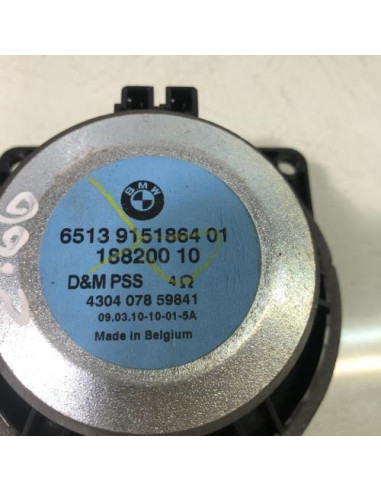 BMW
6513 9151864 01
188200 10
D&M PSS 4Ω
4304 078 59841
09.03.10-10-01-5A
Made in Belgium